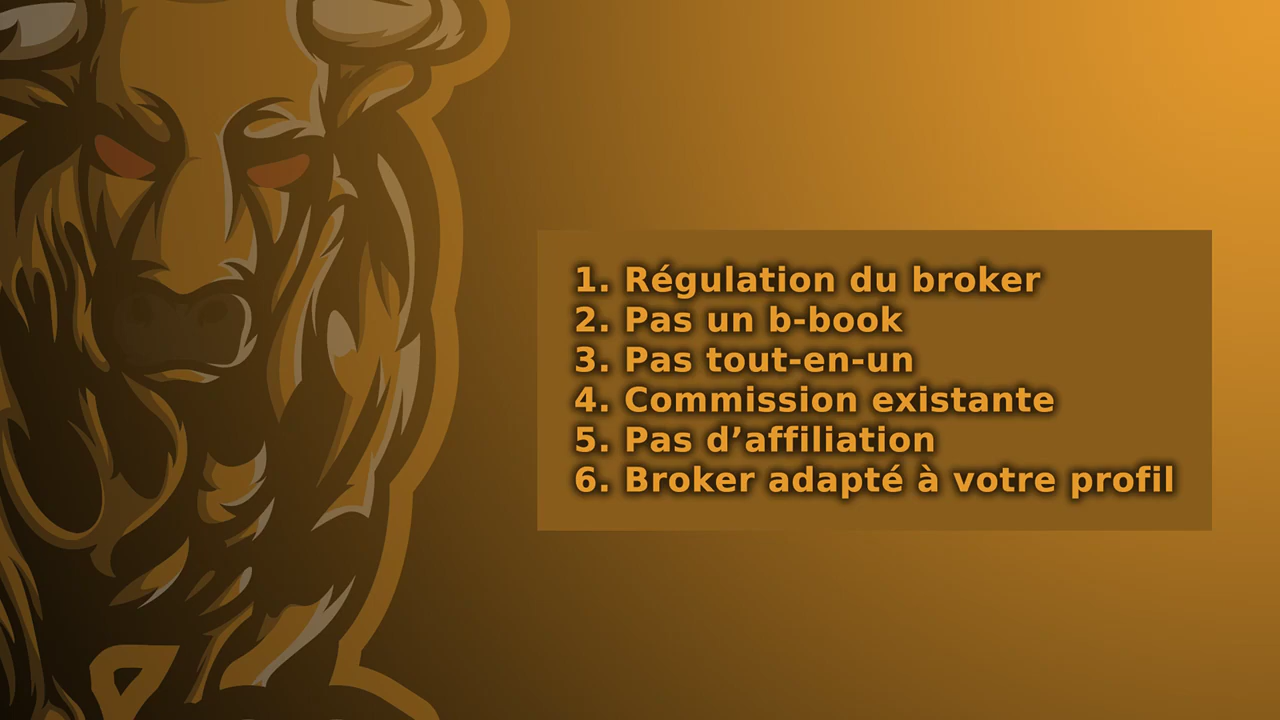 1. Régulation du broker
2. Pas un b-book
3. Pas tout-en-un
4. Commission existante
5. Pas d’affiliation
6. Broker adapté à votre profil